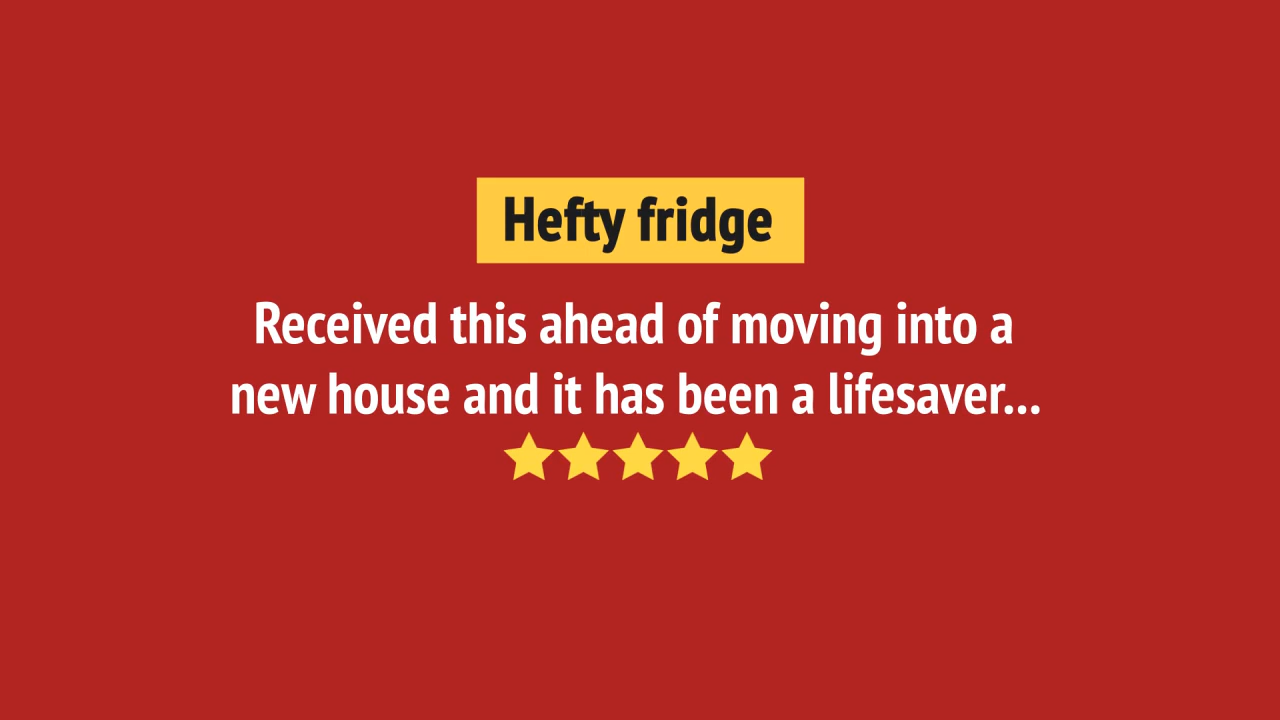 Hefty fridge
Received this ahead of moving into a
new house and it has been a lifesaver...